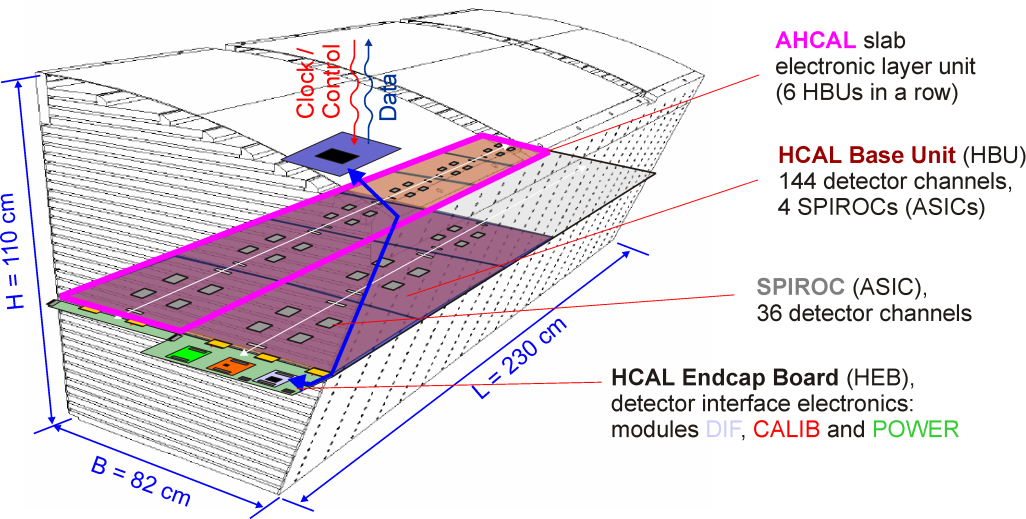 Clock /
Control
Data
H = 110 cm
B = 82 cm
L = 230 cm
AHCAL slab
electronic layer unit
(6 HBUs in a row)
HCAL Base Unit (HBU)
144 detector channels,
4 SPIROCs (ASICs)
SPIROC (ASIC),
36 detector channels
HCAL Endcap Board (HEB),
detector interface electronics:
modules DIF, CALIB and POWER